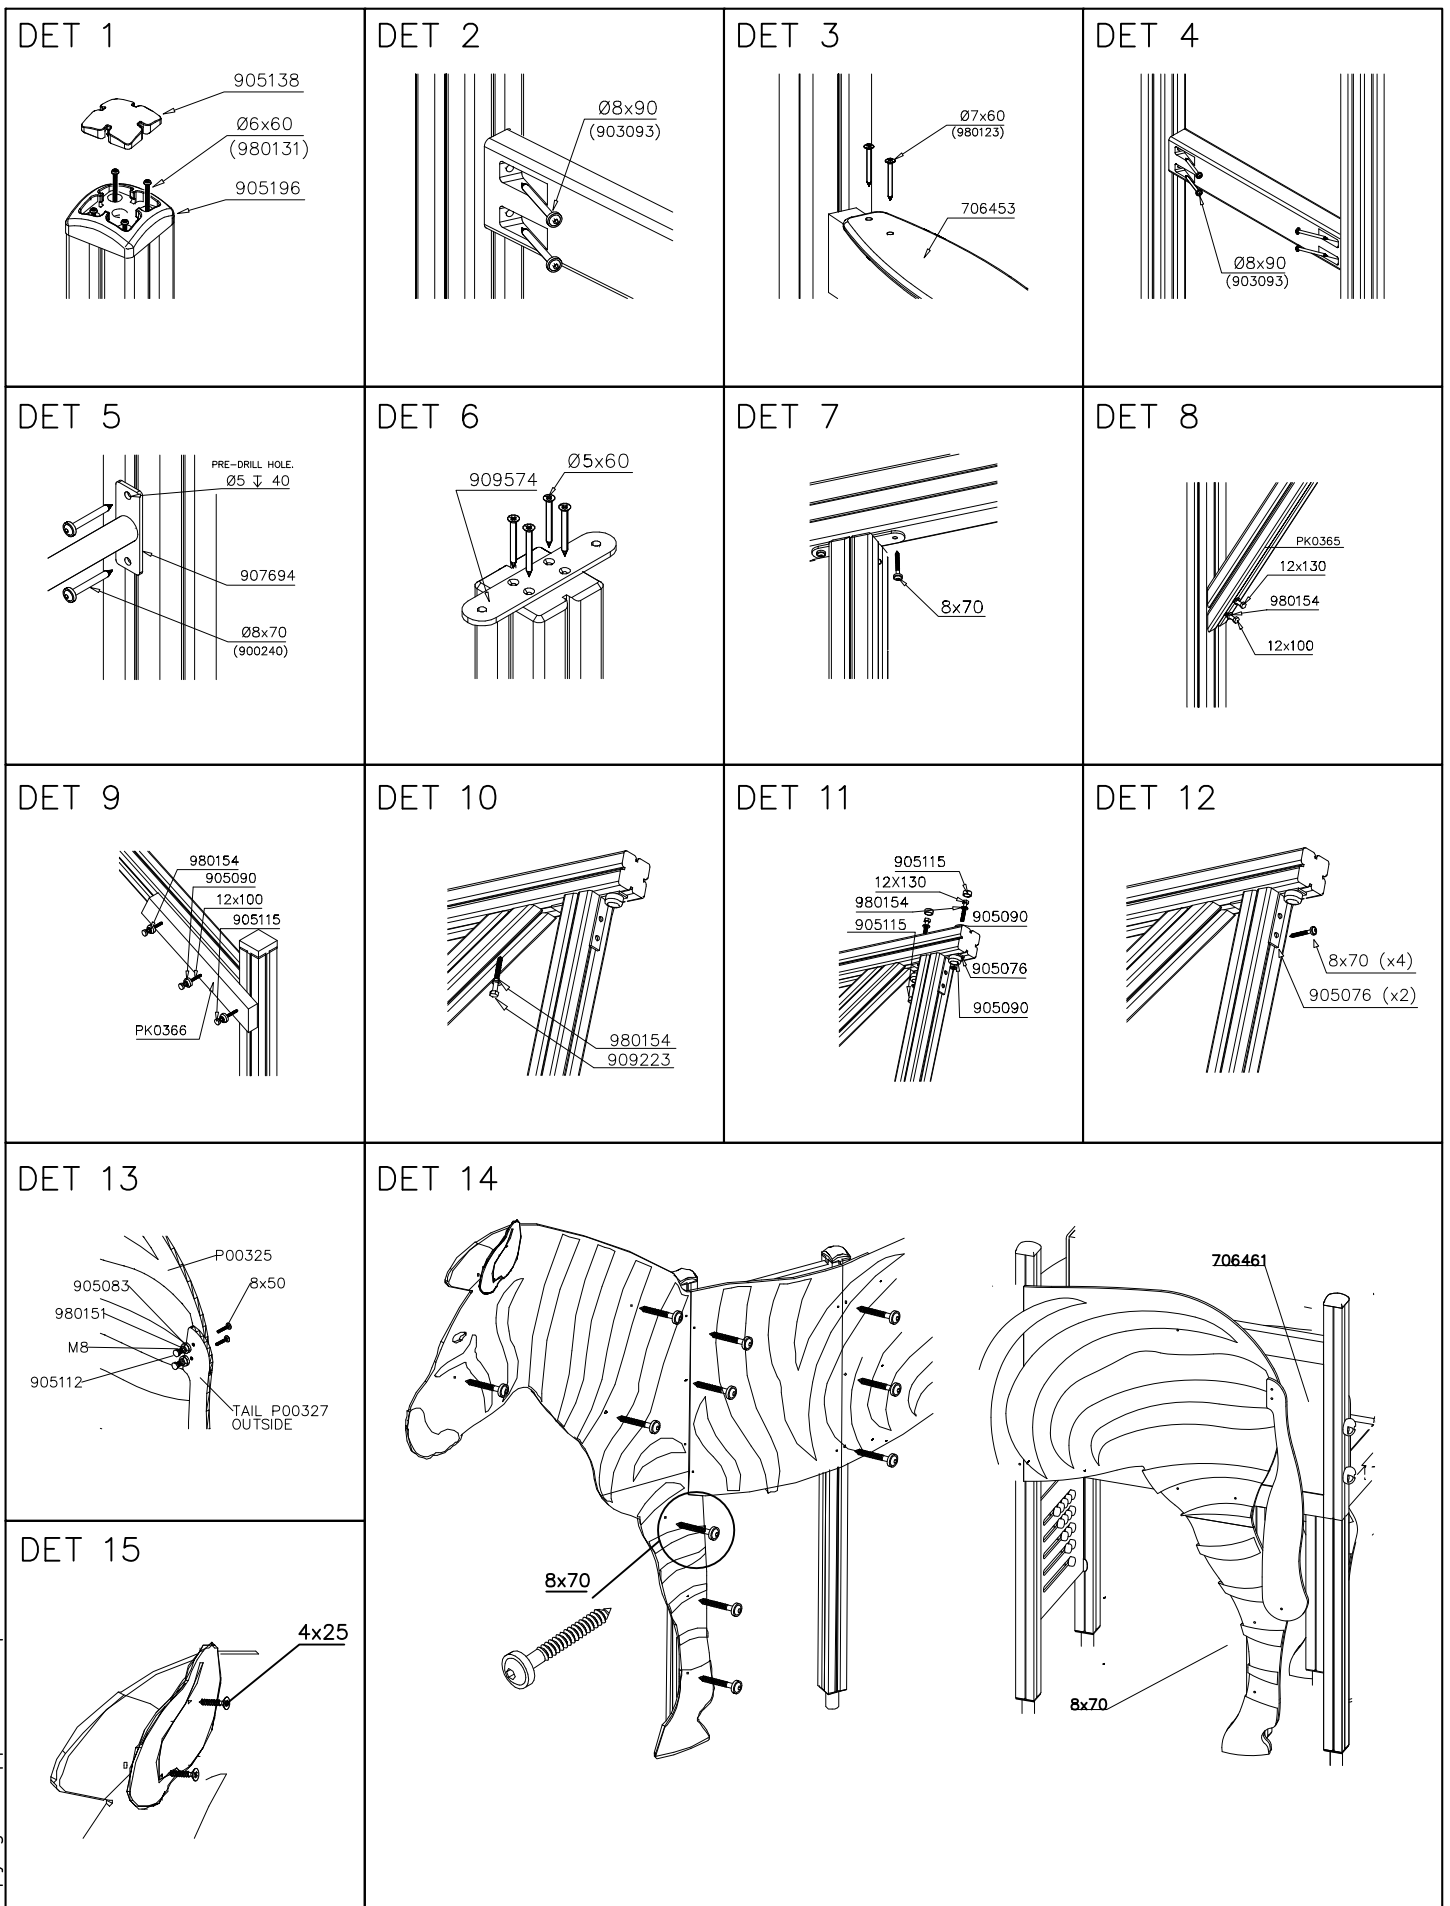 DET 1
905138
Ø6x60
(980131)
905196
DET 2
Ø8x90
(903093)
DET 3
Ø7x60
(980123)
706453
DET 4
Ø8x90
(903093)
DET 5
PRE-DRILL HOLE.
Ø5 ↧ 40
907694
Ø8x70
(900240)
DET 6
Ø5x60
909574
DET 7
8x70
DET 8
PK0365
12x130
980154
12x100
DET 9
980154
905090
12x100
905115
PK0366
DET 10
980154
909223
DET 11
905115
12X130
980154
905090
905115
905076
905090
DET 12
8x70 (x4)
905076 (x2)
DET 13
P00325
905083
8x50
980151
M8
905112
TAIL P00327
OUTSIDE
DET 14
706461
8x70
8x70
DET 15
4x25